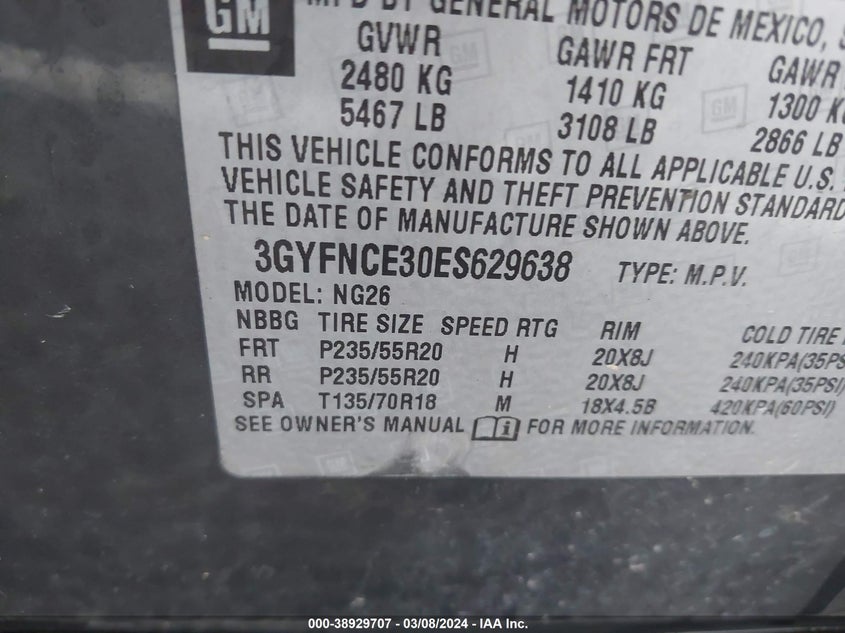 GM
MFD BY GENERAL MOTORS DE MEXICO,
GVWR GAWR FRT GAWR
2480 KG 1410 KG 1300
5467 LB 3108 LB 2866 LB
THIS VEHICLE CONFORMS TO ALL APPLICABLE U.S.
VEHICLE SAFETY AND THEFT PREVENTION STANDARD
THE DATE OF MANUFACTURE SHOWN ABOVE.
3GYFNCE30ES629638 TYPE: M.P.V.
MODEL: NG26
NBBG TIRE SIZE SPEED RTG RIM COLD TIRE
FRT P235/55R20 H 20X8J 240KPA(35PS
RR P235/55R20 H 20X8J 240KPA(35PSI)
SPA T135/70R18 M 18X4.5B 420KPA(60PSI)
SEE OWNER'S MANUAL i FOR MORE INFORMATION.
000-38929707 - 03/08/2024 - IAA Inc.